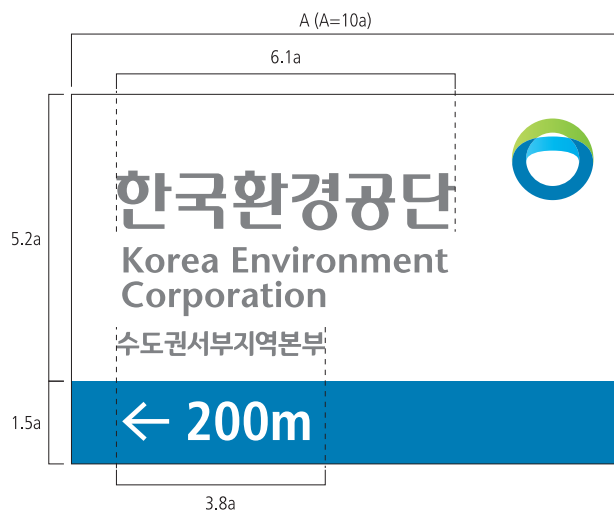 A (A=10a)
6.1a
한국환경공단
5.2a
Korea Environment
Corporation
수도권서부지역본부
1.5a
← 200m
3.8a